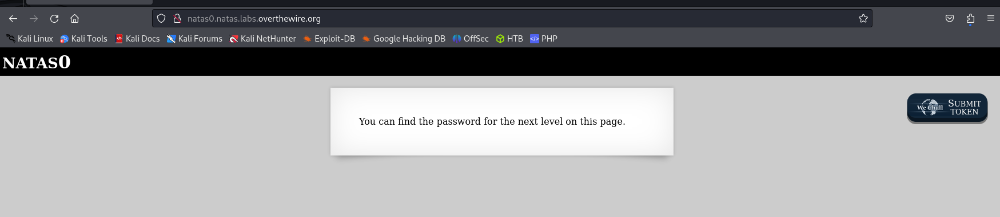 natas0.natas.labs.overthewire.org
Kali Linux Kali Tools Kali Docs Kali Forums Kali NetHunter Exploit-DB Google Hacking DB OffSec HTB PHP
NATAS0
You can find the password for the next level on this page.
We Chall SUBMIT
TOKEN